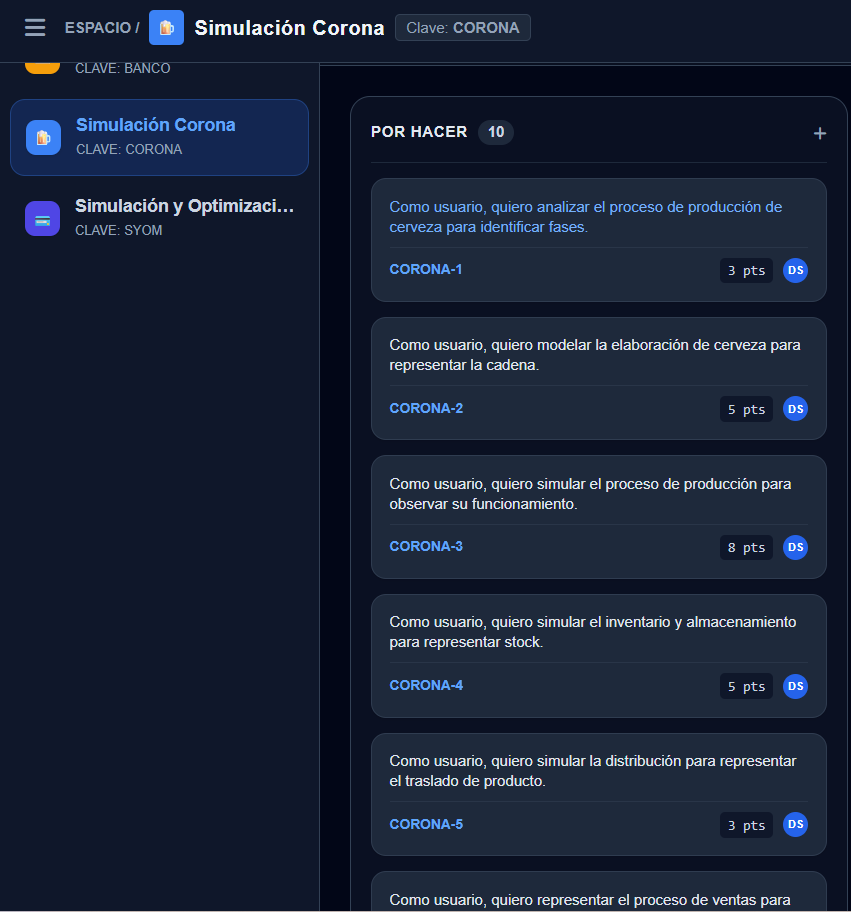 ESPACIO / Simulación Corona Clave: CORONA
CLAVE: BANCO
Simulación Corona
CLAVE: CORONA
Simulación y Optimizaci...
CLAVE: SYOM
POR HACER 10 +
Como usuario, quiero analizar el proceso de producción de
cerveza para identificar fases.
CORONA-1 3 pts DS
Como usuario, quiero modelar la elaboración de cerveza para
representar la cadena.
CORONA-2 5 pts DS
Como usuario, quiero simular el proceso de producción para
observar su funcionamiento.
CORONA-3 8 pts DS
Como usuario, quiero simular el inventario y almacenamiento
para representar stock.
CORONA-4 5 pts DS
Como usuario, quiero simular la distribución para representar
el traslado de producto.
CORONA-5 3 pts DS
Como usuario, quiero representar el proceso de ventas para